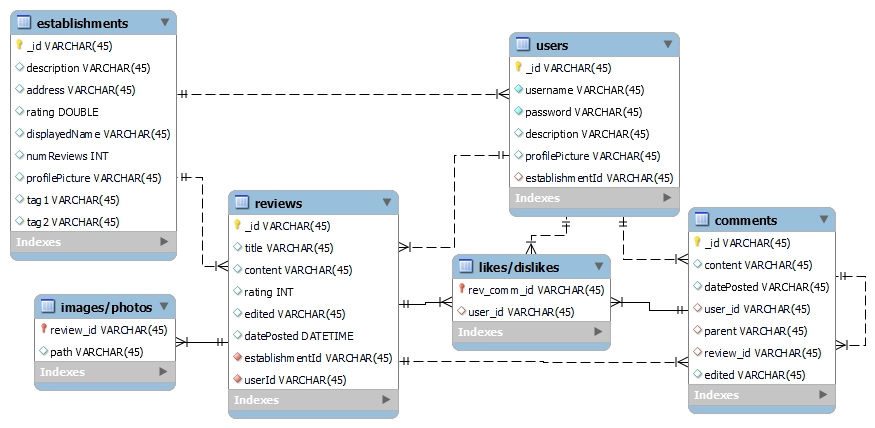 establishments
_id VARCHAR(45)
description VARCHAR(45)
address VARCHAR(45)
rating DOUBLE
displayedName VARCHAR(45)
numReviews INT
profilePicture VARCHAR(45)
tag1 VARCHAR(45)
tag2 VARCHAR(45)
Indexes
users
_id VARCHAR(45)
username VARCHAR(45)
password VARCHAR(45)
description VARCHAR(45)
profilePicture VARCHAR(45)
establishmentId VARCHAR(45)
Indexes
reviews
_id VARCHAR(45)
title VARCHAR(45)
content VARCHAR(45)
rating INT
edited VARCHAR(45)
datePosted DATETIME
establishmentId VARCHAR(45)
userId VARCHAR(45)
Indexes
comments
_id VARCHAR(45)
content VARCHAR(45)
datePosted VARCHAR(45)
user_id VARCHAR(45)
parent VARCHAR(45)
review_id VARCHAR(45)
edited VARCHAR(45)
Indexes
likes/dislikes
rev_comm_id VARCHAR(45)
user_id VARCHAR(45)
Indexes
images/photos
review_id VARCHAR(45)
path VARCHAR(45)
Indexes